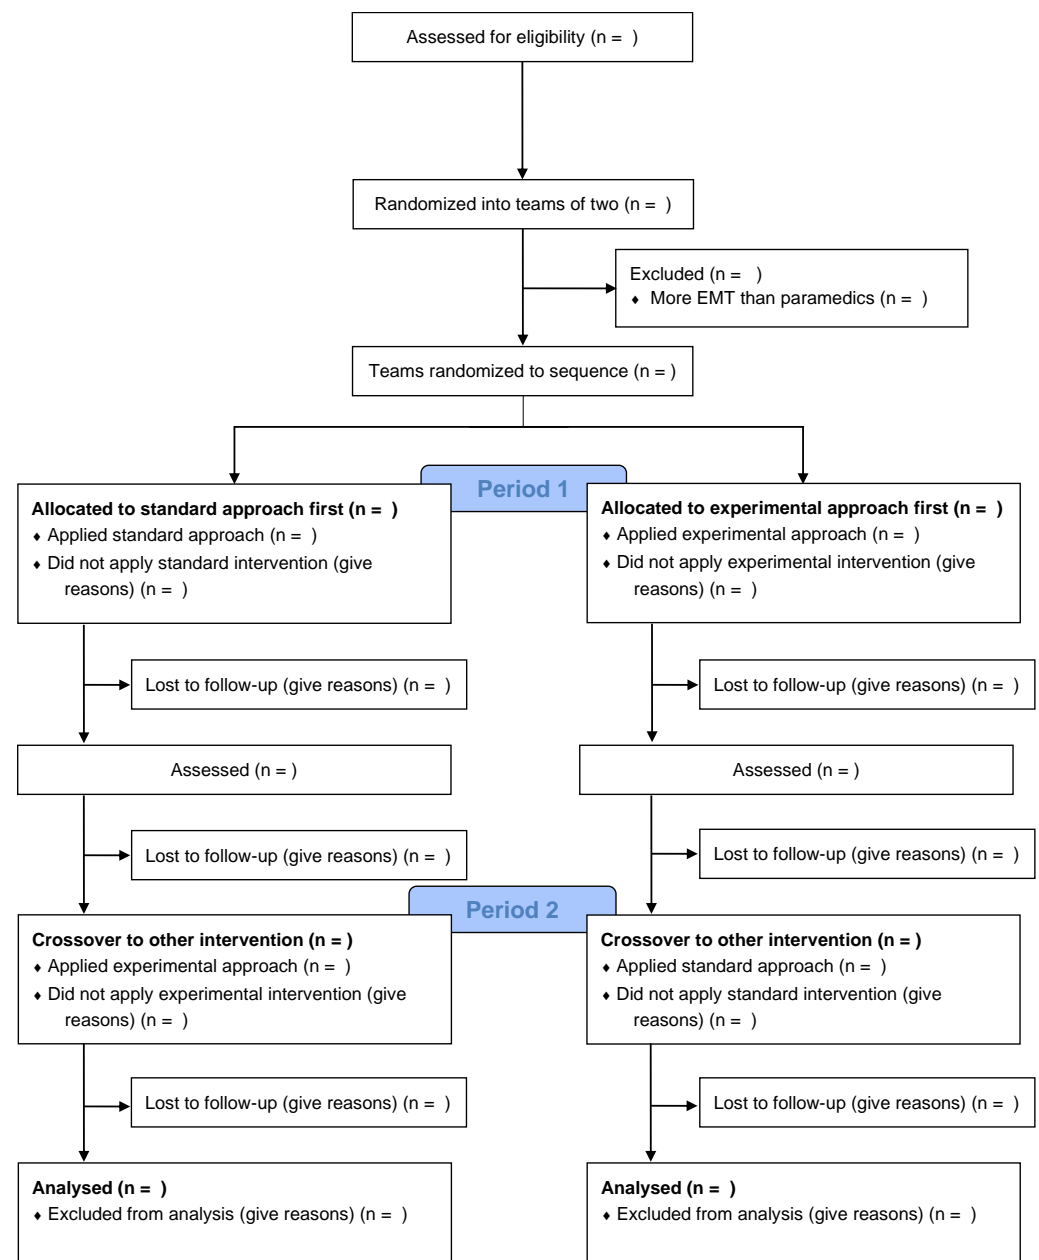 Assessed for eligibility (n =  )
Randomized into teams of two (n =  )
Excluded (n =   )
♦ More EMT than paramedics (n =  )
Teams randomized to sequence (n = )
Period 1
Allocated to standard approach first (n =  )
♦ Applied standard approach (n =  )
♦ Did not apply standard intervention (give
reasons) (n =  )
Allocated to experimental approach first (n =  )
♦ Applied experimental approach (n =  )
♦ Did not apply experimental intervention (give
reasons) (n =  )
Lost to follow-up (give reasons) (n =  )
Lost to follow-up (give reasons) (n =  )
Assessed (n = )
Assessed (n = )
Lost to follow-up (give reasons) (n =  )
Lost to follow-up (give reasons) (n =  )
Period 2
Crossover to other intervention (n = )
♦ Applied experimental approach (n =  )
♦ Did not apply experimental intervention (give
reasons) (n =  )
Crossover to other intervention (n = )
♦ Applied standard approach (n =  )
♦ Did not apply standard intervention (give
reasons) (n =  )
Lost to follow-up (give reasons) (n =  )
Lost to follow-up (give reasons) (n =  )
Analysed (n =  )
♦ Excluded from analysis (give reasons) (n =  )
Analysed (n =  )
♦ Excluded from analysis (give reasons) (n =  )